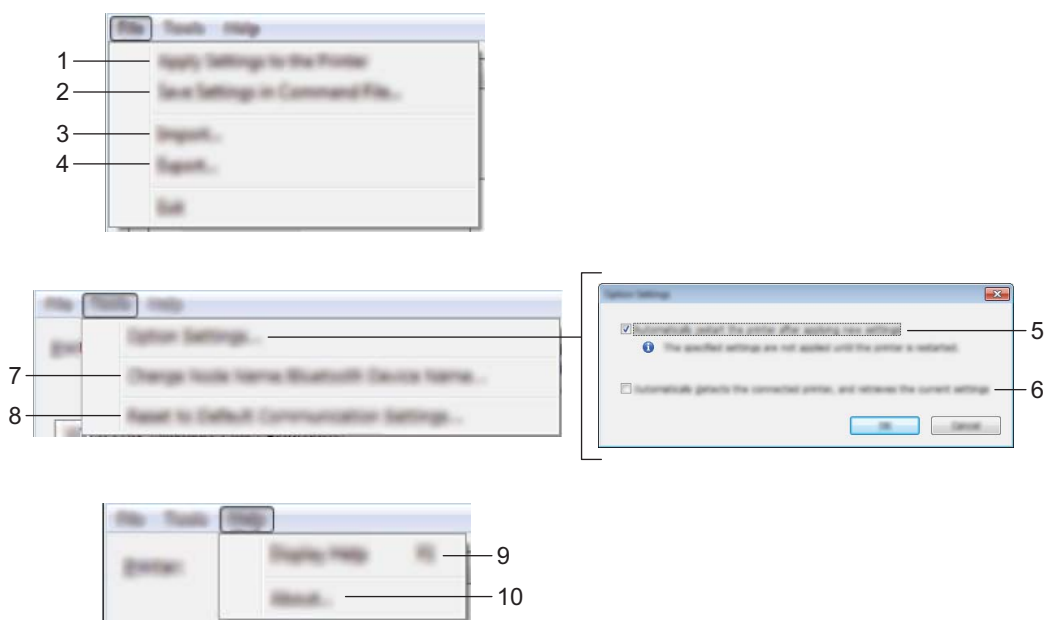 File Tools Help
1 Apply Settings to the Printer
2 Save Settings in Command File...
3 Import...
4 Export...
Exit
File Tools Help
Option Settings...
7 Change Node Name/Bluetooth Device Name...
8 Reset to Default Communication Settings...
Option Settings
Automatically restart the printer after applying new settings 5
The specified settings are not applied until the printer is restarted.
Automatically detects the connected printer, and retrieves the current settings 6
OK Cancel
File Tools Help
Printer:
Display Help F1 9
About... 10